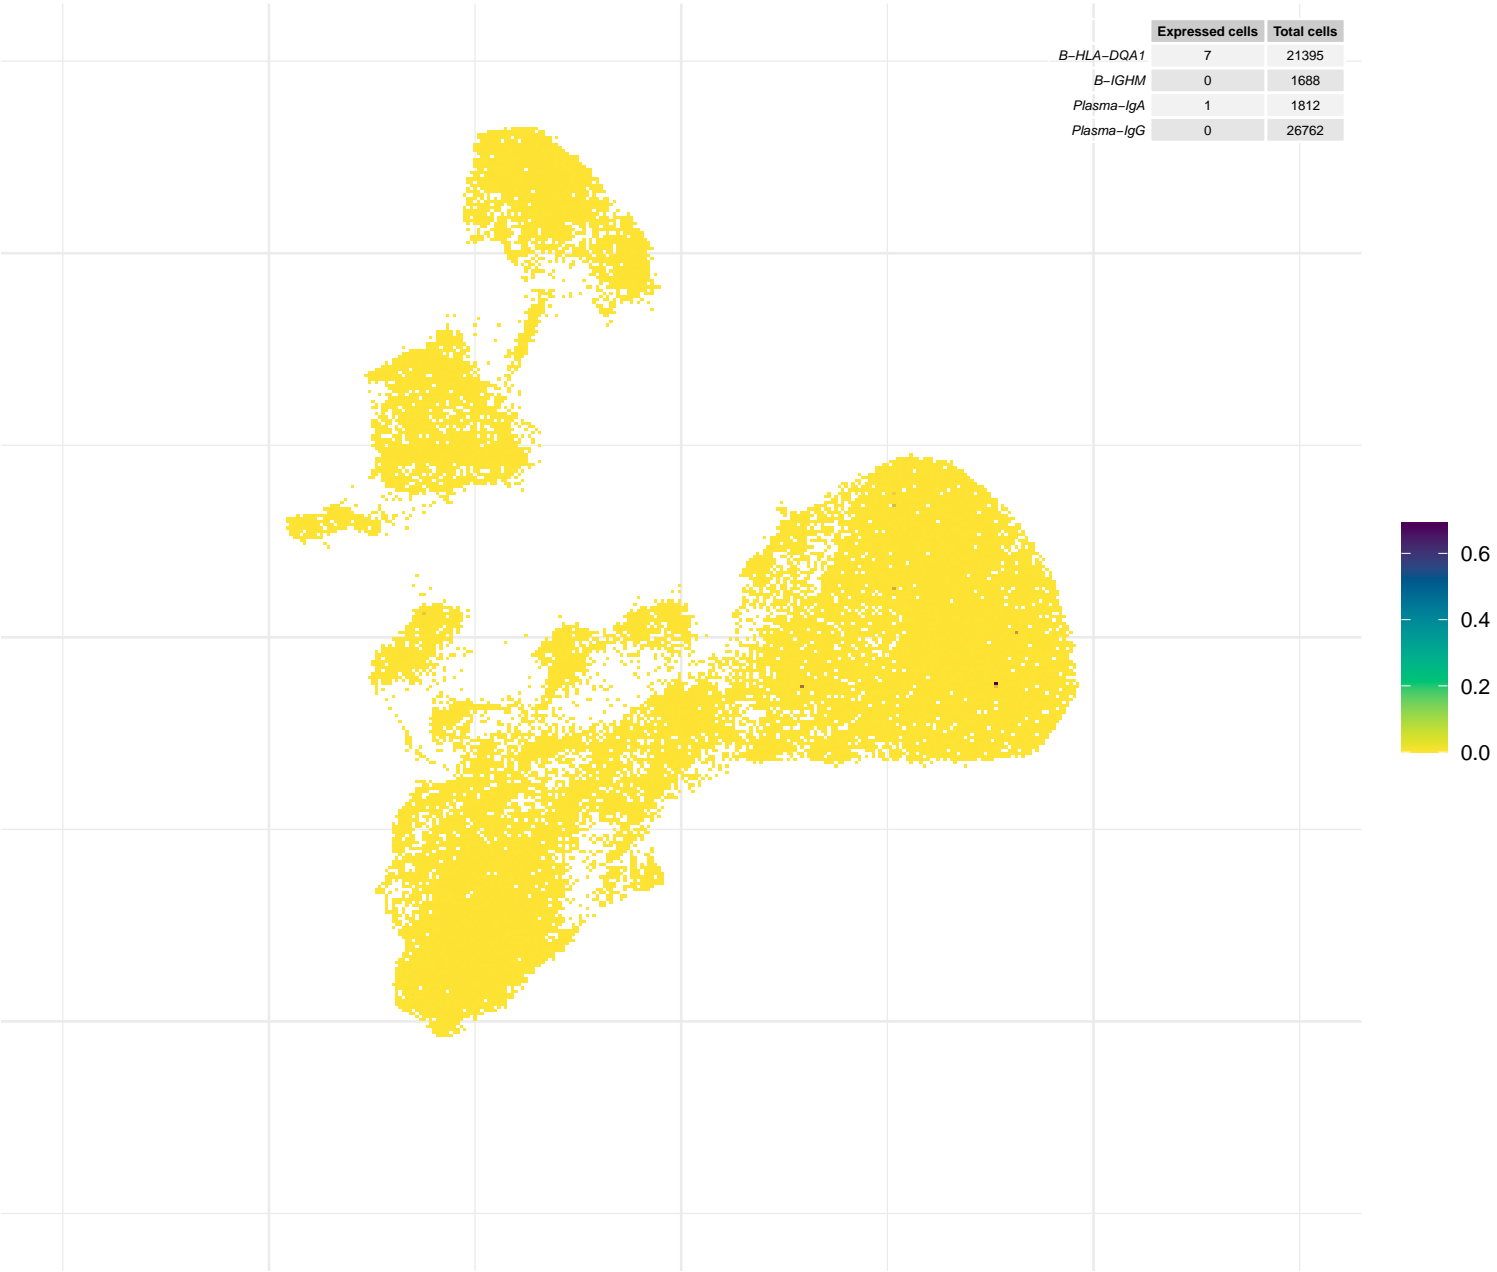 Expressed cells Total cells
B−HLA−DQA1 7 21395
B−IGHM 0 1688
Plasma−IgA 1 1812
Plasma−IgG 0 26762
0.6
0.4
0.2
0.0